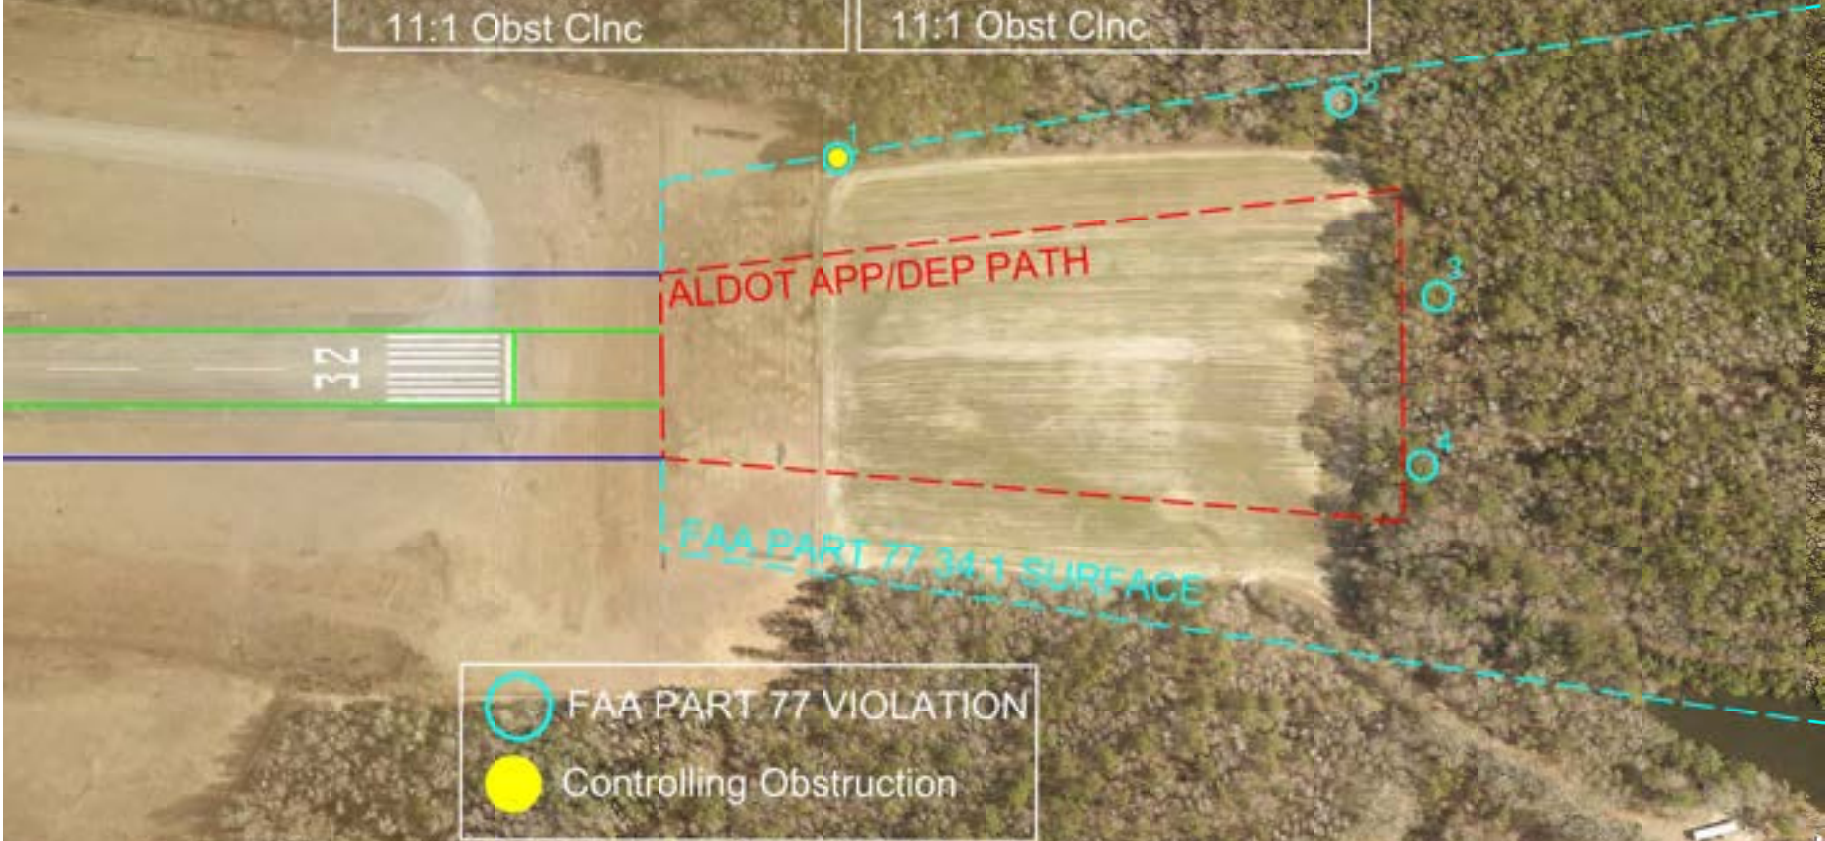 11:1 Obst Clnc
11:1 Obst Clnc
2
1
3
ALDOT APP/DEP PATH
32
4
FAA PART 77 34:1 SURFACE
FAA PART 77 VIOLATION
Controlling Obstruction